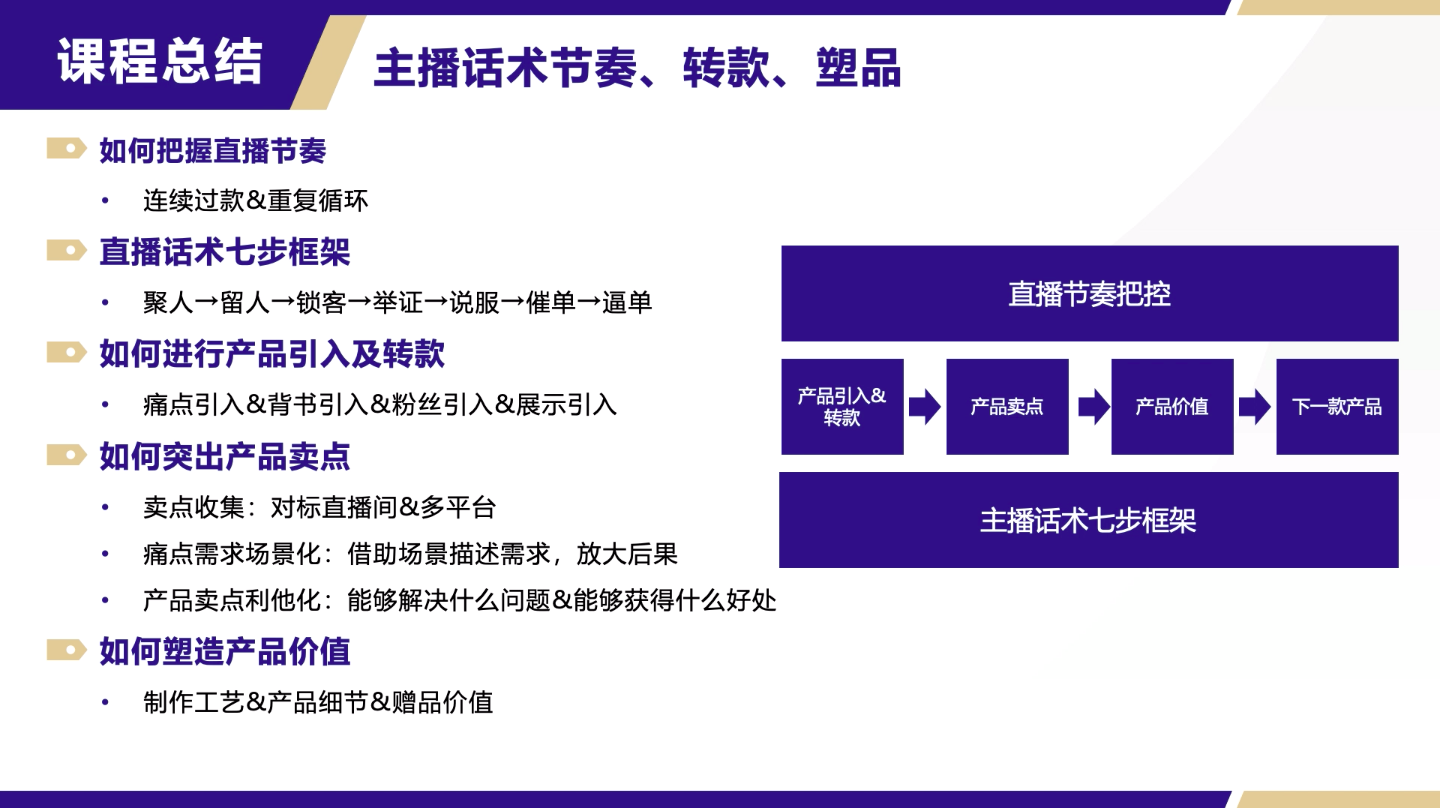 课程总结
主播话术节奏、转款、塑品
如何把握直播节奏
• 连续过款&重复循环
直播话术七步框架
• 聚人→留人→锁客→举证→说服→催单→逼单
如何进行产品引入及转款
• 痛点引入&背书引入&粉丝引入&展示引入
如何突出产品卖点
• 卖点收集：对标直播间&多平台
• 痛点需求场景化：借助场景描述需求，放大后果
• 产品卖点利他化：能够解决什么问题&能够获得什么好处
如何塑造产品价值
• 制作工艺&产品细节&赠品价值
直播节奏把控
产品引入&
转款
产品卖点
产品价值
下一款产品
主播话术七步框架